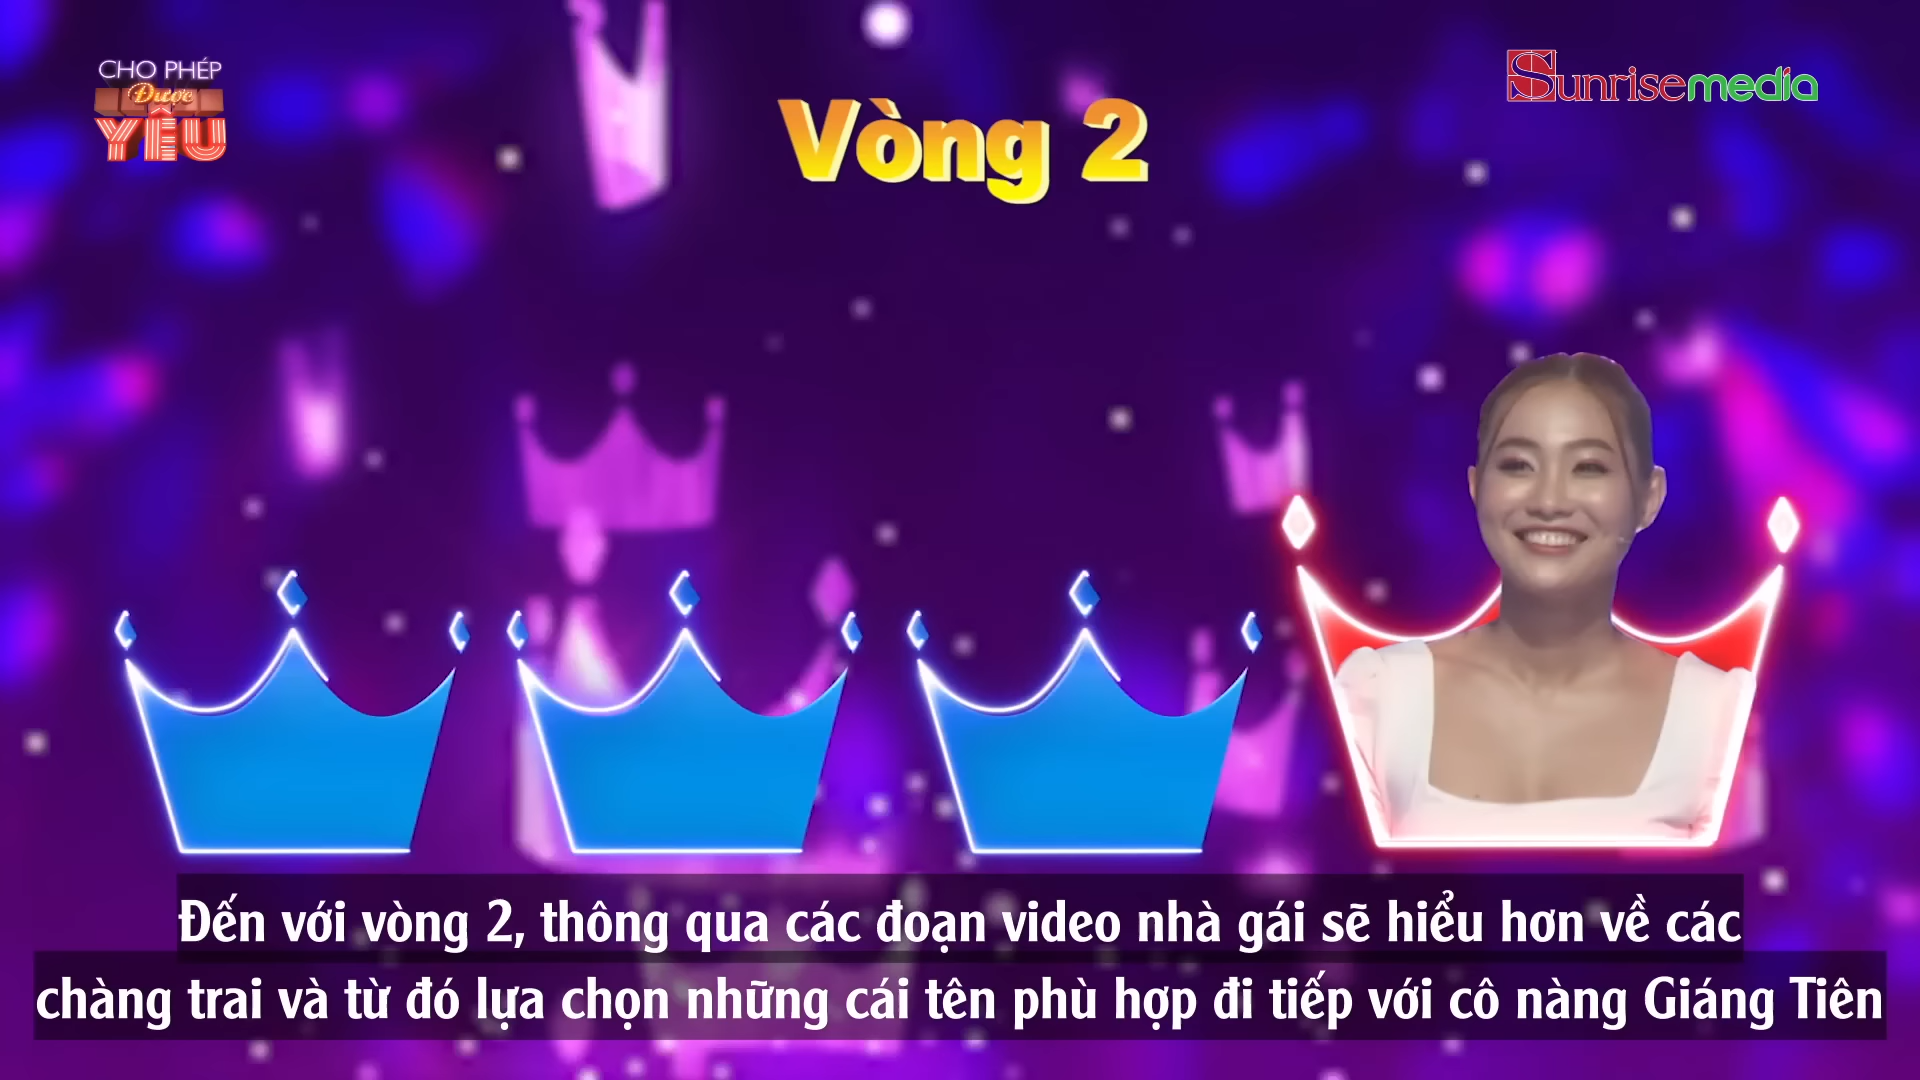 CHO PHÉP
Được
YÊU
Sunrisemedia
Vòng 2
Đến với vòng 2, thông qua các đoạn video nhà gái sẽ hiểu hơn về các
chàng trai và từ đó lựa chọn những cái tên phù hợp đi tiếp với cô nàng Giáng Tiên